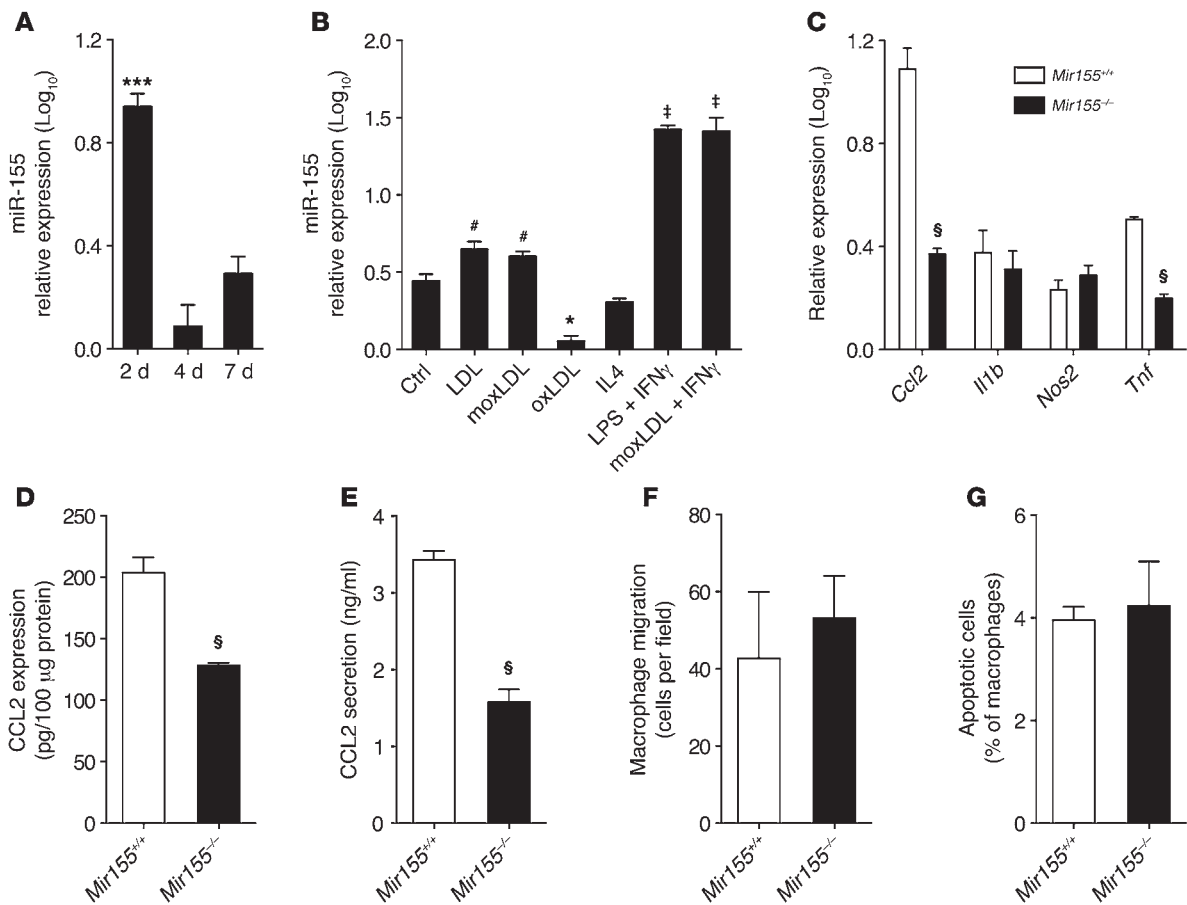 A
miR-155
relative expression (Log₁₀)
1.2
0.8
0.4
0.0
***
2 d 4 d 7 d
B
miR-155
relative expression (Log₁₀)
2.0
1.5
1.0
0.5
0.0
# # * ‡ ‡
Ctrl
LDL
moxLDL
oxLDL
IL4
LPS + IFNγ
moxLDL + IFNγ
C
Relative expression (Log₁₀)
1.2
0.8
0.4
0.0
Mir155⁺/⁺
Mir155⁻/⁻
§ §
Ccl2
Il1b
Nos2
Tnf
D
CCL2 expression
(pg/100 µg protein)
250
200
150
100
50
0
§
Mir155⁺/⁺
Mir155⁻/⁻
E
CCL2 secretion (ng/ml)
4
3
2
1
0
§
Mir155⁺/⁺
Mir155⁻/⁻
F
Macrophage migration
(cells per field)
80
60
40
20
0
Mir155⁺/⁺
Mir155⁻/⁻
G
Apoptotic cells
(% of macrophages)
6
4
2
0
Mir155⁺/⁺
Mir155⁻/⁻